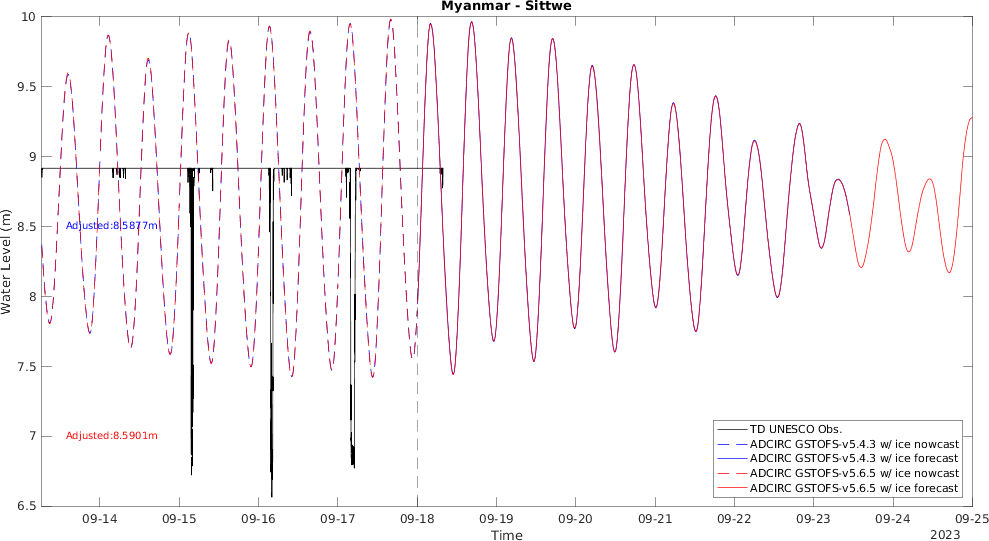 Myanmar - Sittwe
Water Level (m)
10
9.5
9
8.5
8
7.5
7
6.5
Adjusted:8.5877m
Adjusted:8.5901m
TD UNESCO Obs.
ADCIRC GSTOFS-v5.4.3 w/ ice nowcast
ADCIRC GSTOFS-v5.4.3 w/ ice forecast
ADCIRC GSTOFS-v5.6.5 w/ ice nowcast
ADCIRC GSTOFS-v5.6.5 w/ ice forecast
09-14 09-15 09-16 09-17 09-18 09-19 09-20 09-21 09-22 09-23 09-24 09-25
Time
2023